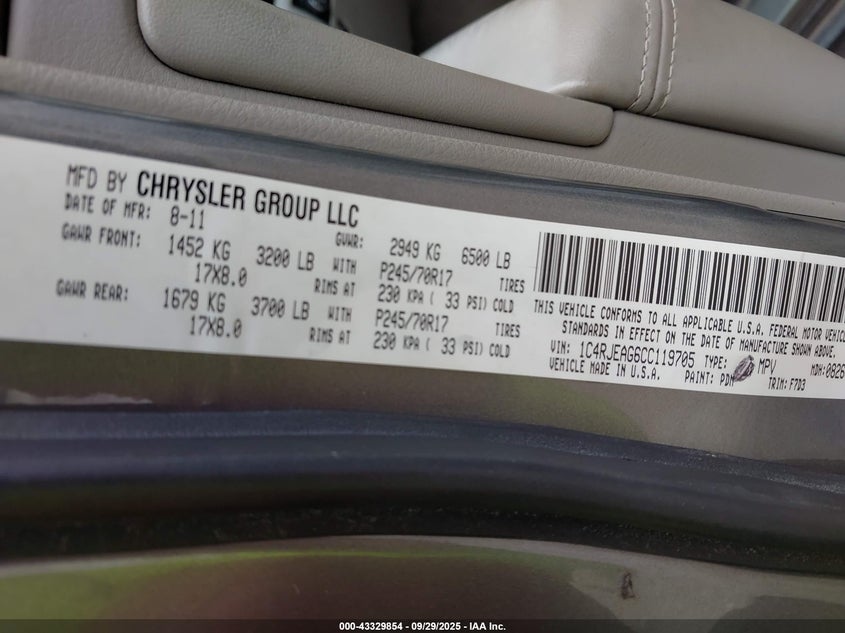 MFD BY CHRYSLER GROUP LLC
DATE OF MFR: 8-11 GVWR: 2949 KG 6500 LB
GAWR FRONT: 1452 KG 3200 LB WITH P245/70R17 TIRES
17X8.0 RIMS AT 230 KPA ( 33 PSI) COLD
GAWR REAR: 1679 KG 3700 LB WITH P245/70R17 TIRES
17X8.0 RIMS AT 230 KPA ( 33 PSI) COLD
THIS VEHICLE CONFORMS TO ALL APPLICABLE U.S.A. FEDERAL MOTOR
STANDARDS IN EFFECT ON THE DATE OF MANUFACTURE SHOWN ABOVE.
VIN: 1C4RJEAG6CC119705 TYPE: MPV MDH:
VEHICLE MADE IN U.S.A. PAINT: TRIM: F7D3
000-43329854 / 09/29/2025 - IAA Inc.